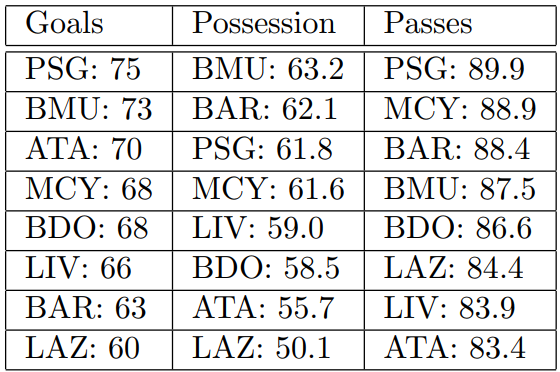 Goals Possession Passes
PSG: 75 BMU: 63.2 PSG: 89.9
BMU: 73 BAR: 62.1 MCY: 88.9
ATA: 70 PSG: 61.8 BAR: 88.4
MCY: 68 MCY: 61.6 BMU: 87.5
BDO: 68 LIV: 59.0 BDO: 86.6
LIV: 66 BDO: 58.5 LAZ: 84.4
BAR: 63 ATA: 55.7 LIV: 83.9
LAZ: 60 LAZ: 50.1 ATA: 83.4